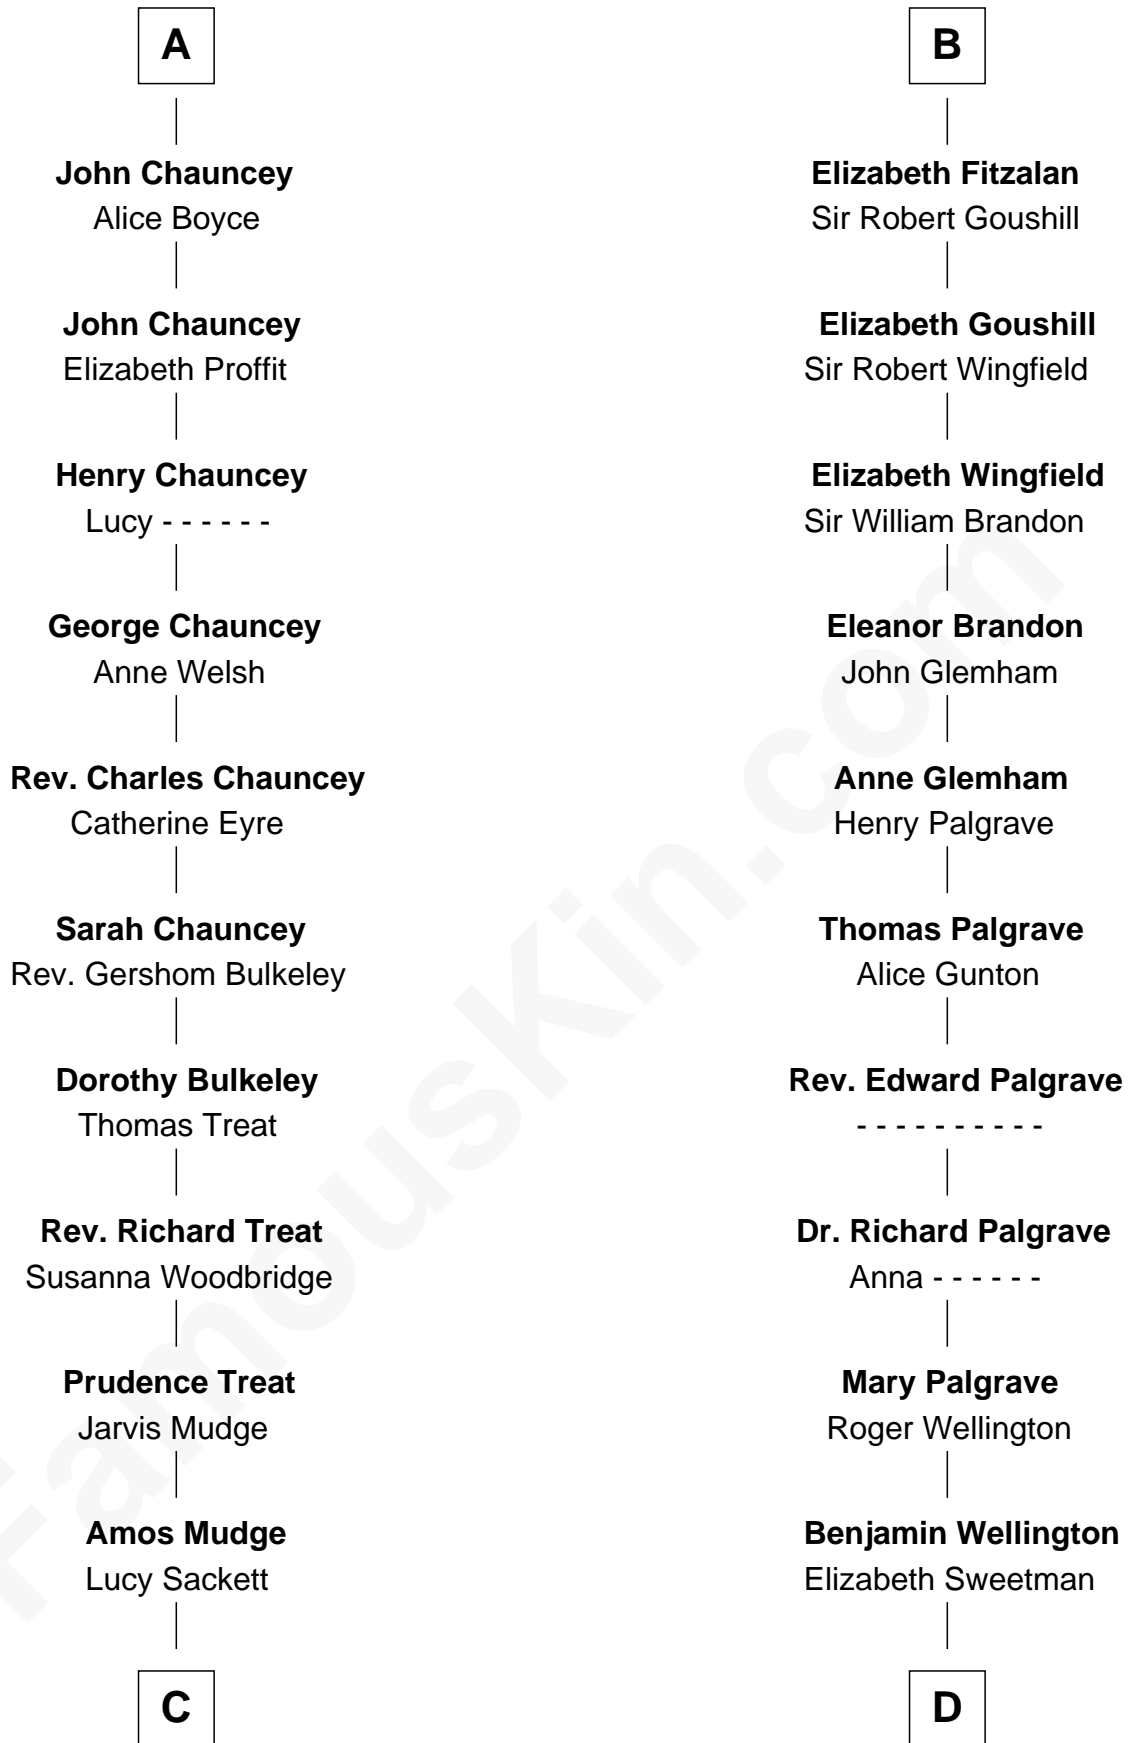 A
John Chauncey
Alice Boyce
John Chauncey
Elizabeth Proffit
Henry Chauncey
Lucy - - - - - -
George Chauncey
Anne Welsh
Rev. Charles Chauncey
Catherine Eyre
Sarah Chauncey
Rev. Gershom Bulkeley
Dorothy Bulkeley
Thomas Treat
Rev. Richard Treat
Susanna Woodbridge
Prudence Treat
Jarvis Mudge
Amos Mudge
Lucy Sackett
C
B
Elizabeth Fitzalan
Sir Robert Goushill
Elizabeth Goushill
Sir Robert Wingfield
Elizabeth Wingfield
Sir William Brandon
Eleanor Brandon
John Glemham
Anne Glemham
Henry Palgrave
Thomas Palgrave
Alice Gunton
Rev. Edward Palgrave
- - - - - - - - - -
Dr. Richard Palgrave
Anna - - - - - -
Mary Palgrave
Roger Wellington
Benjamin Wellington
Elizabeth Sweetman
D
FamousKin.com